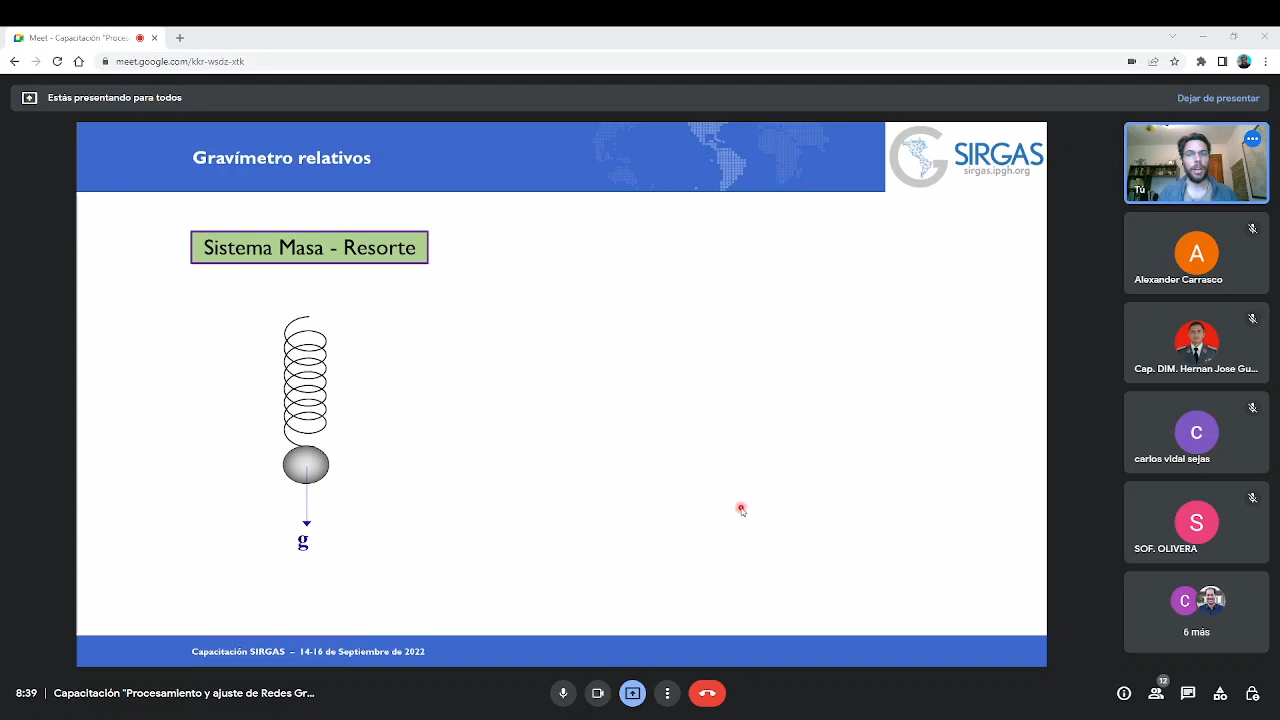 Meet - Capacitación "Proces
meet.google.com/kkr-wsdz-xtk
Estás presentando para todos
Dejar de presentar
Gravímetro relativos
SIRGAS
sirgas.ipgh.org
Sistema Masa - Resorte
g
Capacitación SIRGAS – 14-16 de Septiembre de 2022
Tú
A
Alexander Carrasco
Cap. DIM. Hernan Jose Gu...
c
carlos vidal sejas
S
SOF. OLIVERA
C
6 más
8:39
Capacitación "Procesamiento y ajuste de Redes Gr...
12